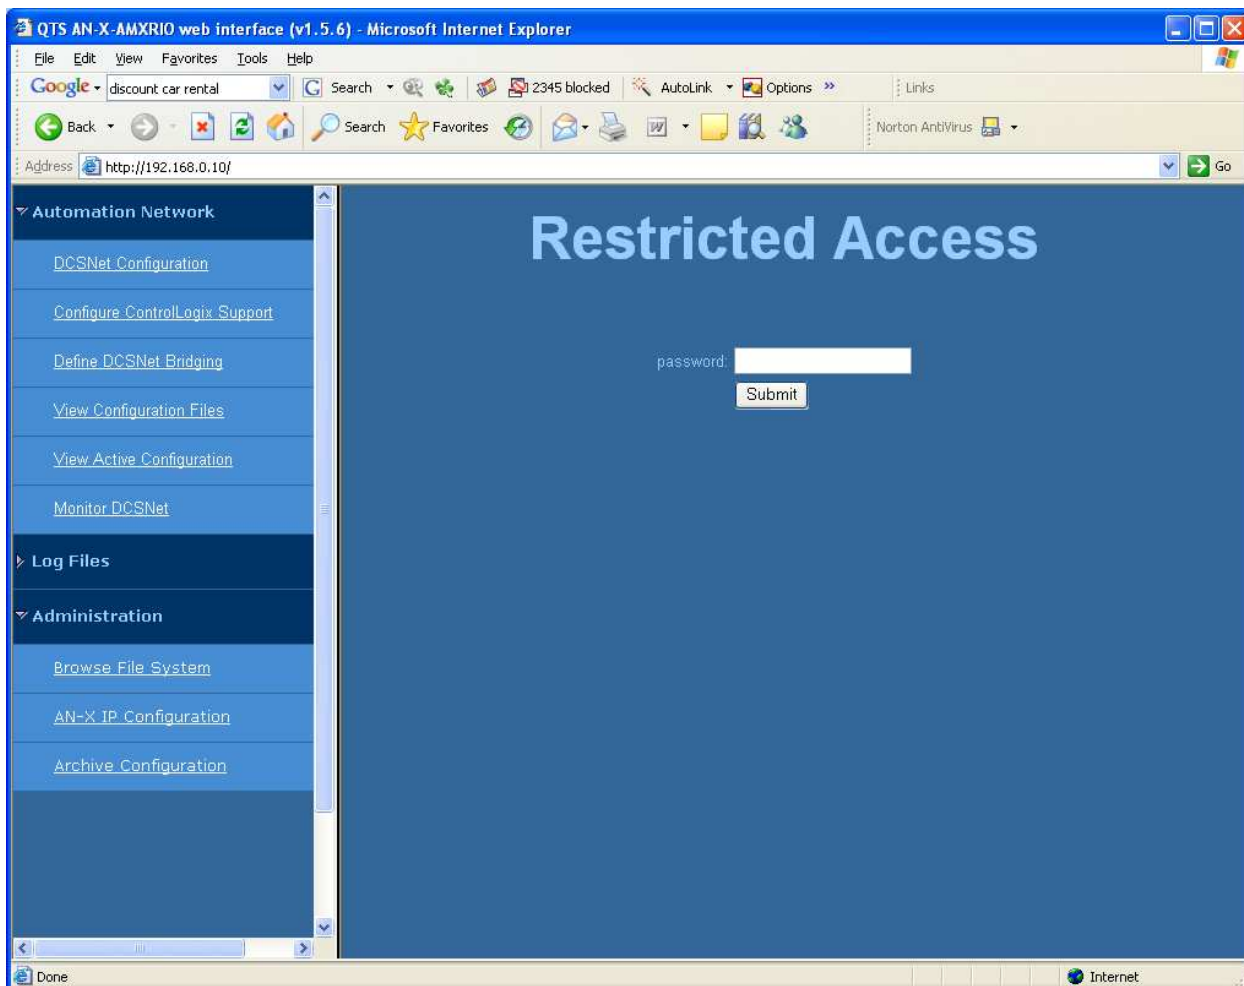 QTS AN-X-AMXRIO web interface (v1.5.6) - Microsoft Internet Explorer
File Edit View Favorites Tools Help
Google discount car rental Search 2345 blocked AutoLink Options » Links
Back Search Favorites Norton AntiVirus
Address http://192.168.0.10/ Go
Automation Network
DCSNet Configuration
Configure ControlLogix Support
Define DCSNet Bridging
View Configuration Files
View Active Configuration
Monitor DCSNet
Log Files
Administration
Browse File System
AN-X IP Configuration
Archive Configuration
Restricted Access
password:
Submit
Done Internet